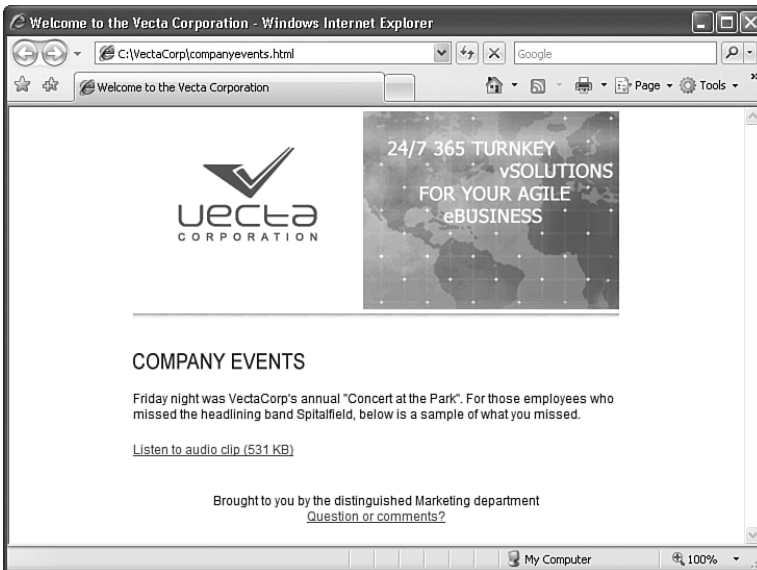 Welcome to the Vecta Corporation - Windows Internet Explorer
C:\VectaCorp\companyevents.html
Google
Welcome to the Vecta Corporation
Page
Tools
»
vecta
CORPORATION
24/7 365 TURNKEY
vSOLUTIONS
FOR YOUR AGILE
eBUSINESS
COMPANY EVENTS
Friday night was VectaCorp's annual "Concert at the Park". For those employees who
missed the headlining band Spitalfield, below is a sample of what you missed.
Listen to audio clip (531 KB)
Brought to you by the distinguished Marketing department
Question or comments?
My Computer
100%